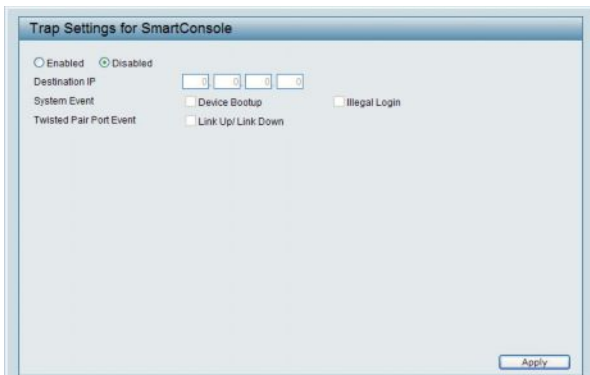 Trap Settings for SmartConsole
Enabled Disabled
Destination IP 0 . 0 . 0 . 0
System Event Device Bootup Illegal Login
Twisted Pair Port Event Link Up/ Link Down
Apply